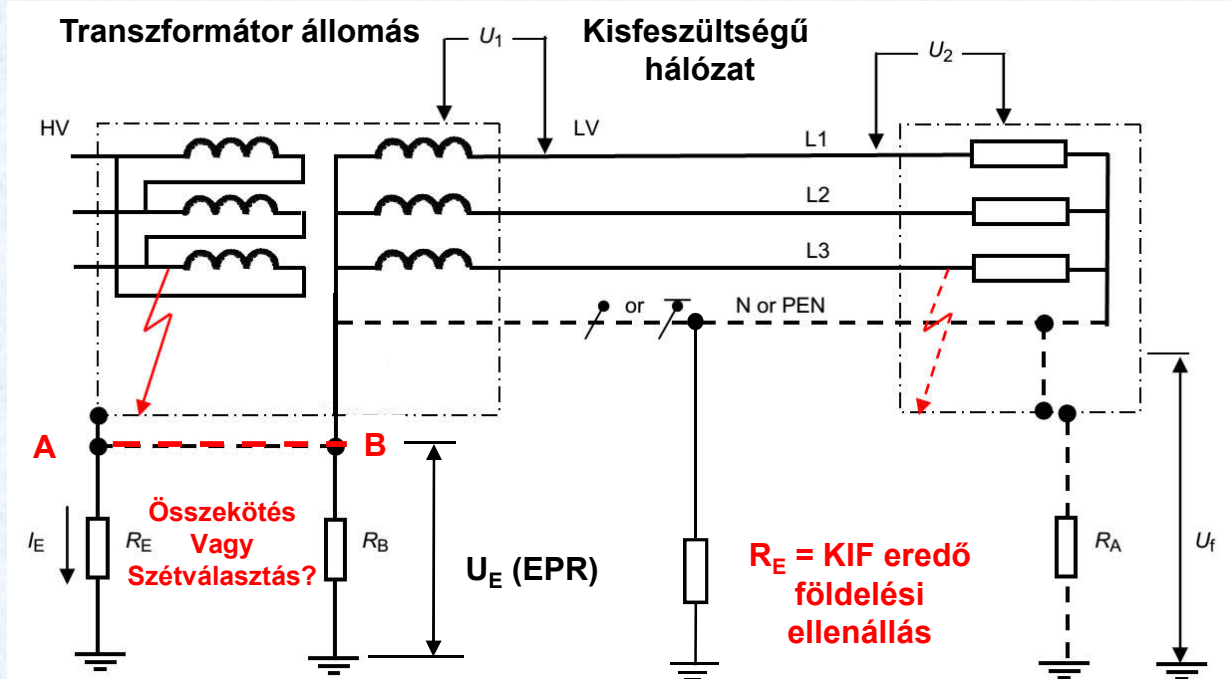 Transzformátor állomás
Kisfeszültségű
hálózat
U1
U2
HV
LV
L1
L2
L3
or
N or PEN
A
B
Összekötés
Vagy
Szétválasztás?
IE
RE
RB
UE (EPR)
RE = KIF eredő
földelési
ellenállás
RA
Uf